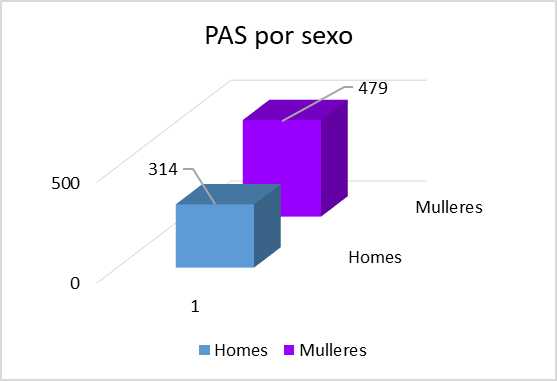 PAS por sexo
479
314
500
Mulleres
Homes
0
1
Homes Mulleres